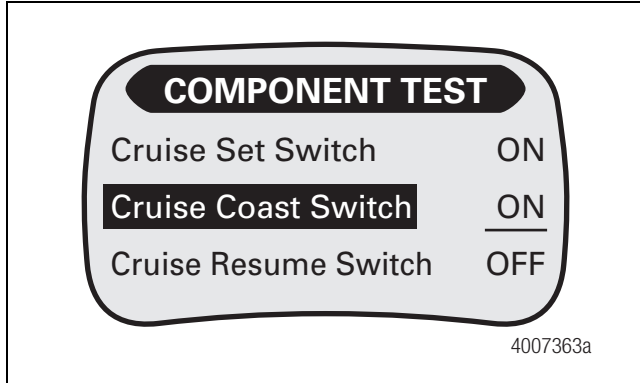 COMPONENT TEST
Cruise Set Switch ON
Cruise Coast Switch ON
Cruise Resume Switch OFF
4007363a